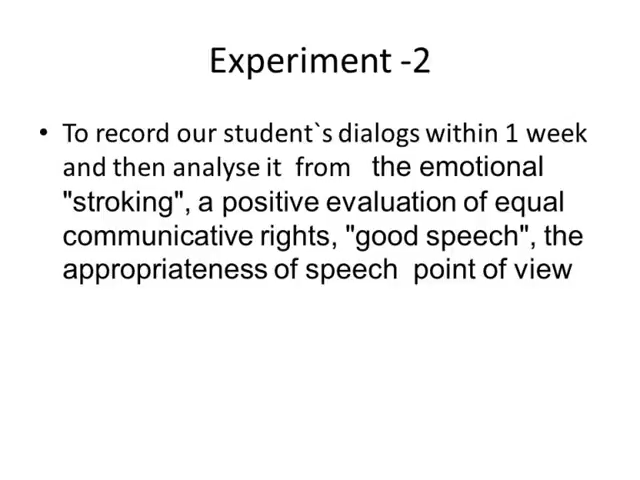 Experiment -2
• To record our student`s dialogs within 1 week
and then analyse it from the emotional
"stroking", a positive evaluation of equal
communicative rights, "good speech", the
appropriateness of speech point of view